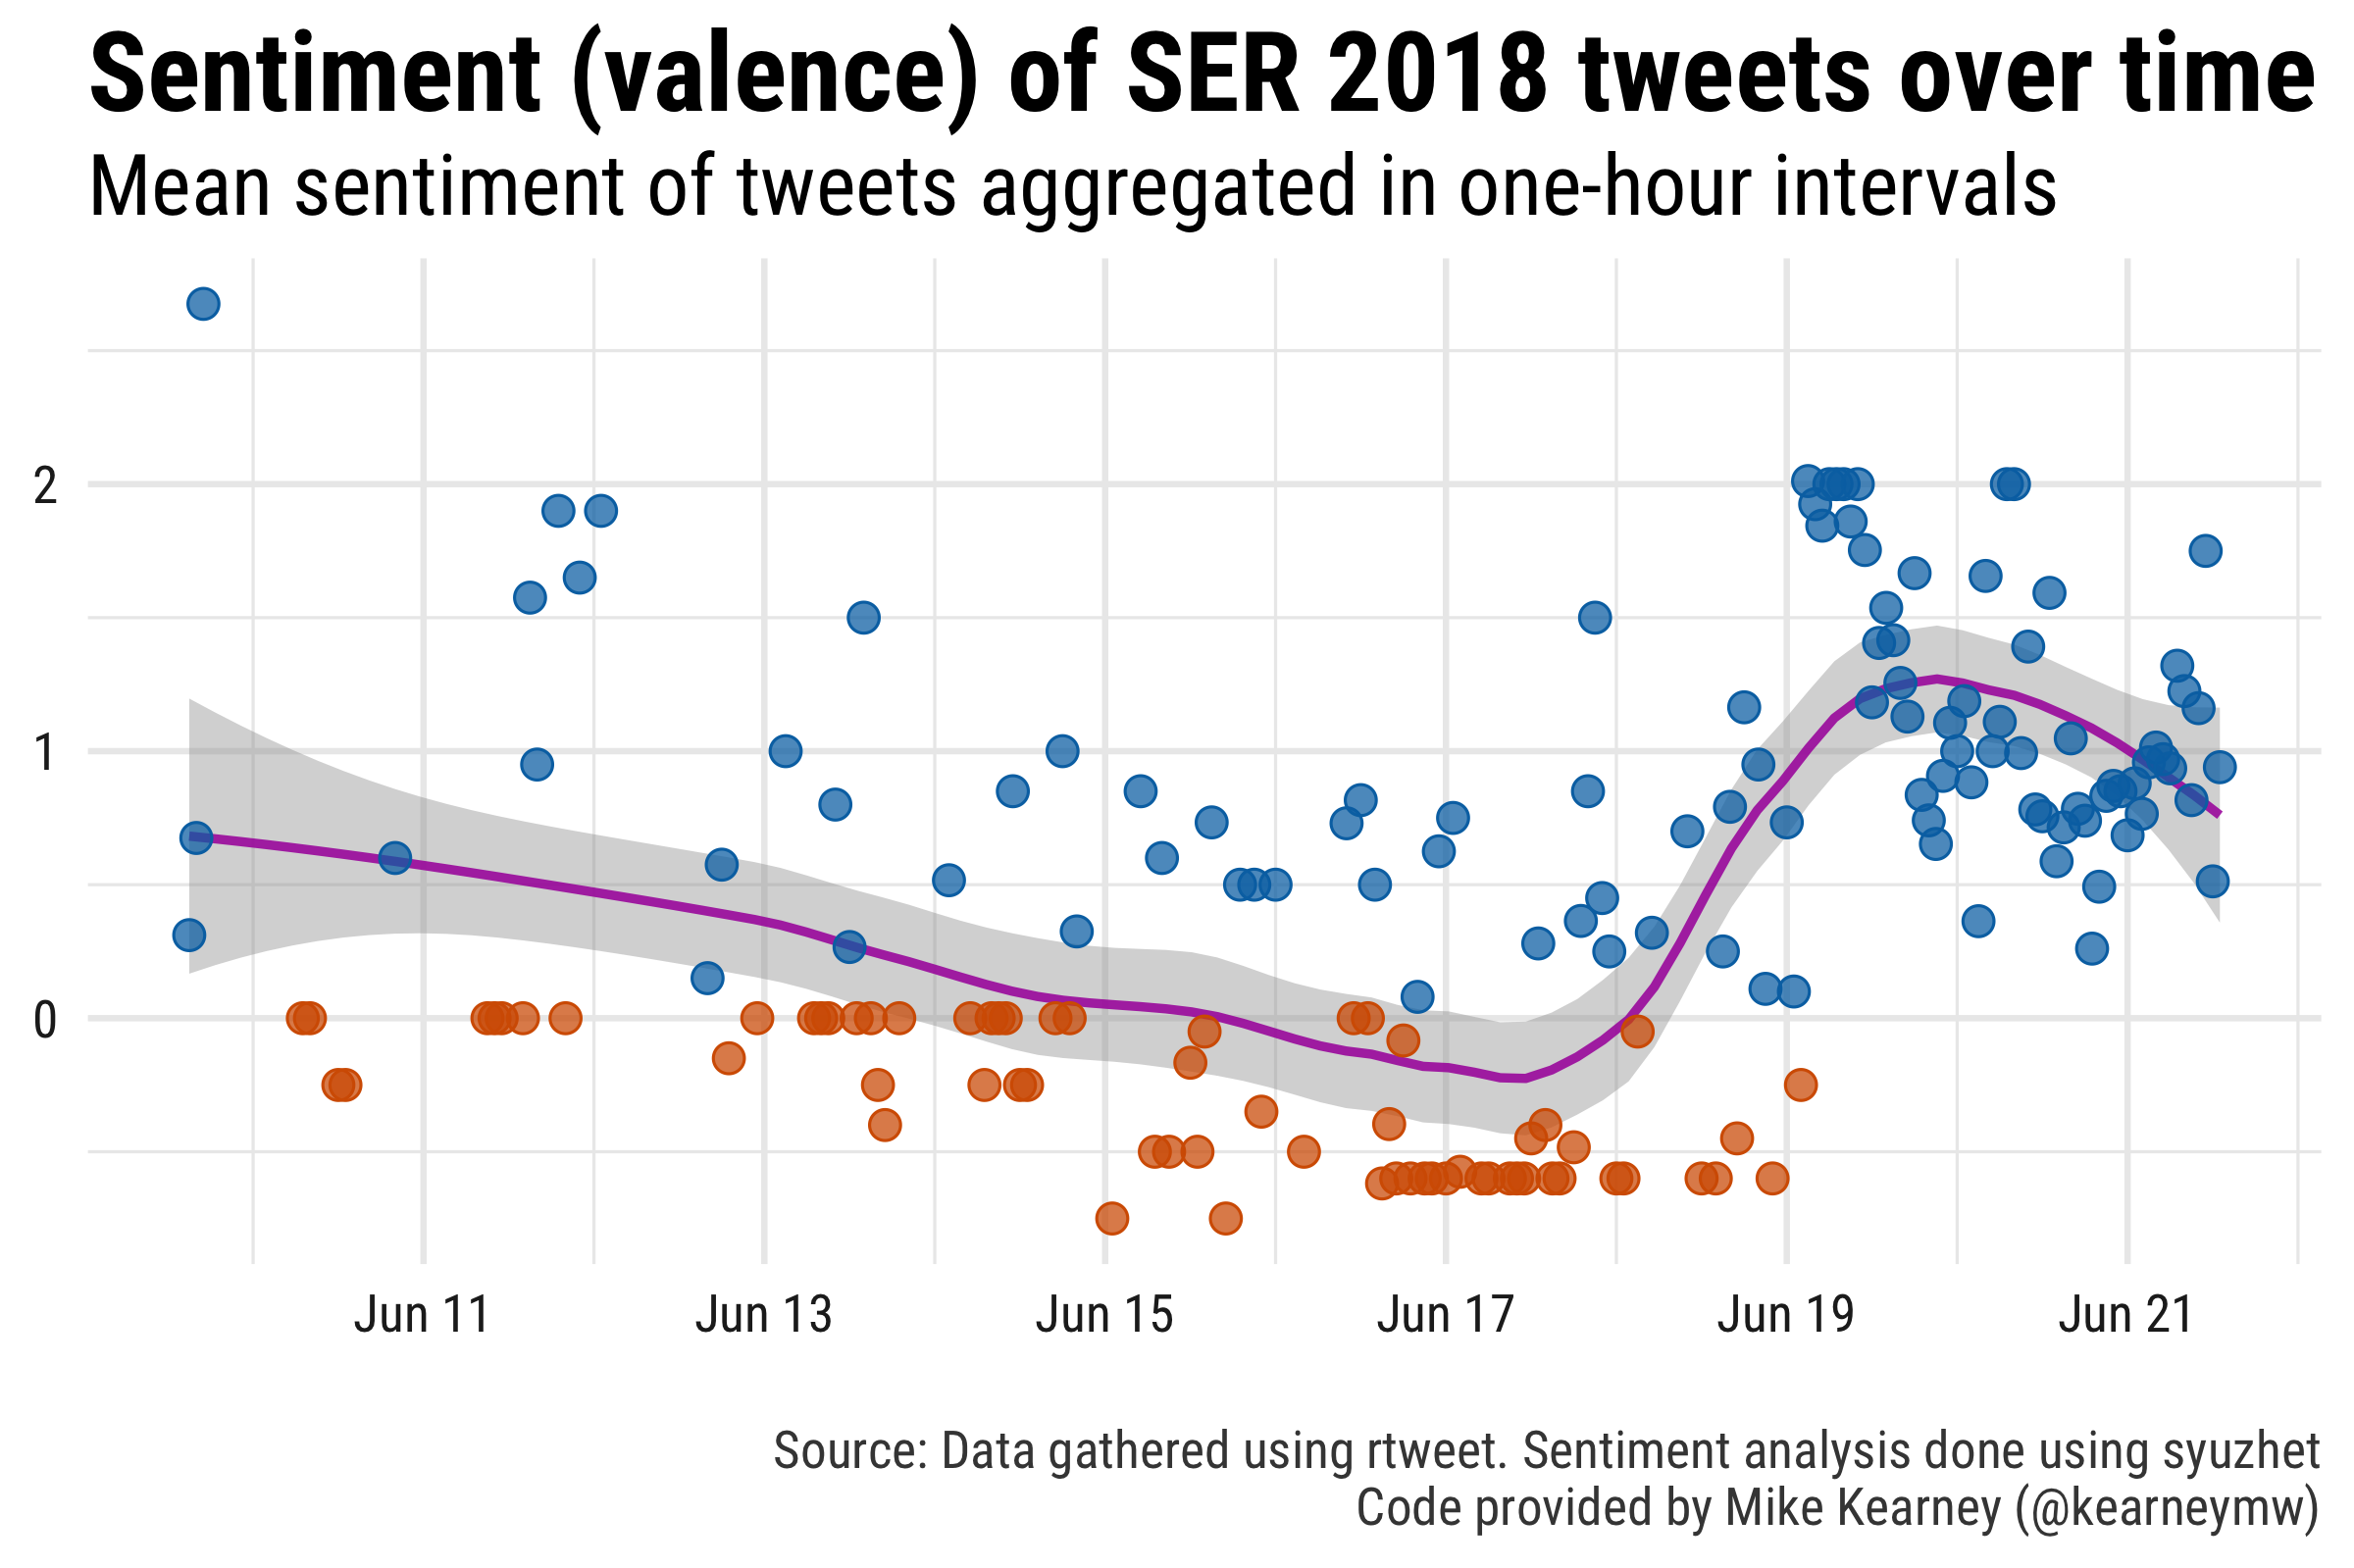 Sentiment (valence) of SER 2018 tweets over time
Mean sentiment of tweets aggregated in one-hour intervals
2
1
0
Jun 11 Jun 13 Jun 15 Jun 17 Jun 19 Jun 21
Source: Data gathered using rtweet. Sentiment analysis done using syuzhet
Code provided by Mike Kearney (@kearneymw)